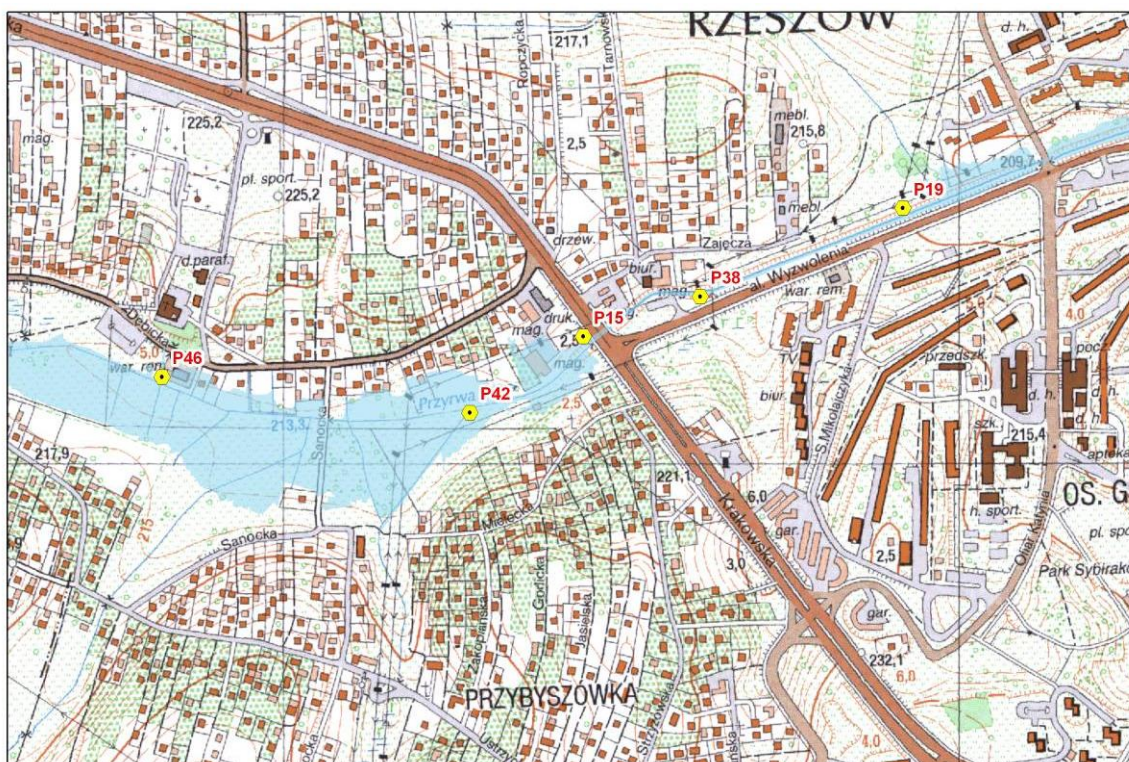 RZESZÓW
d. h.
217,1
Ropczycka
Tarnowska
mebl.
215,8
225,2
mag.
2,5
209,7
pl. sport.
225,2
P19
mebl.
drzew.
Zajęcza
d.paraf.
biur.
P38
al. Wyzwolenia
mag.
war. rem.
4,0
druk.
P15
Dębicka
mag.
2,5
5,0
P46
TV
przedszk.
pocz.
war. rem.
mag.
S.Mikołajczyka
d. h.
d. h.
Przyrwa
P42
2.5
biur.
213,3
szk.
d. h.
Sanocka
215,4
apteka
217,9
221,1
6,0
Mielecka
OS. G
h. sport.
215
Krakowska
gar.
pl. spo
Sanocka
Ofiar Katynia
2,5
3,0
Park Sybirakó
Gorlicka
Jasielska
Zakopiańska
gar.
232,1
6,0
PRZYBYSZÓWKA
Strzyżowska
Ustrzyc
4.0